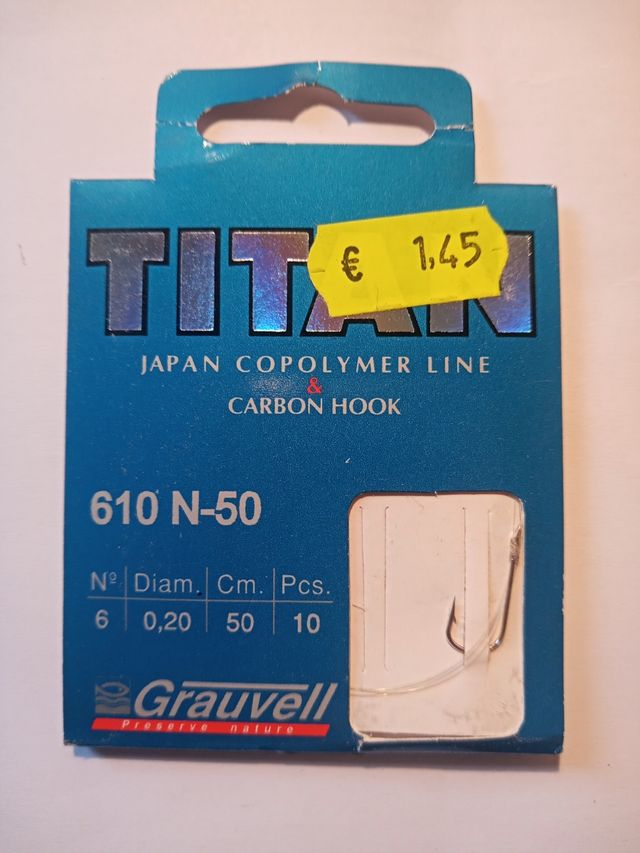 TITAN
€ 1,45
JAPAN COPOLYMER LINE
&
CARBON HOOK
610 N-50
Nº Diam. Cm. Pcs.
6 0,20 50 10
Grauvell
Preserve nature